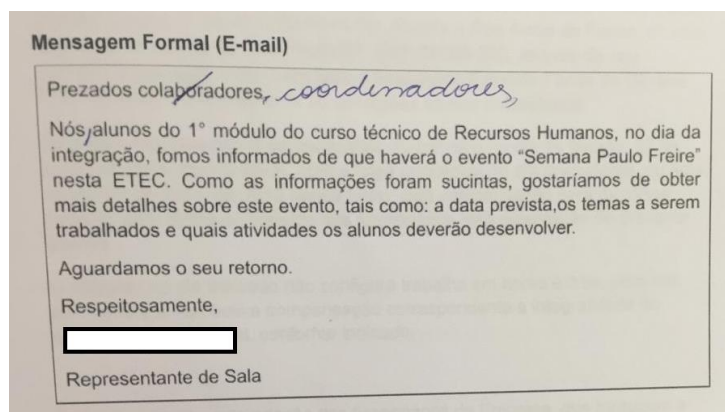 Mensagem Formal (E-mail)
Prezados colaboradores, coordenadores,
Nós, alunos do 1° módulo do curso técnico de Recursos Humanos, no dia da
integração, fomos informados de que haverá o evento “Semana Paulo Freire”
nesta ETEC. Como as informações foram sucintas, gostaríamos de obter
mais detalhes sobre este evento, tais como: a data prevista,os temas a serem
trabalhados e quais atividades os alunos deverão desenvolver.
Aguardamos o seu retorno.
Respeitosamente,
Representante de Sala